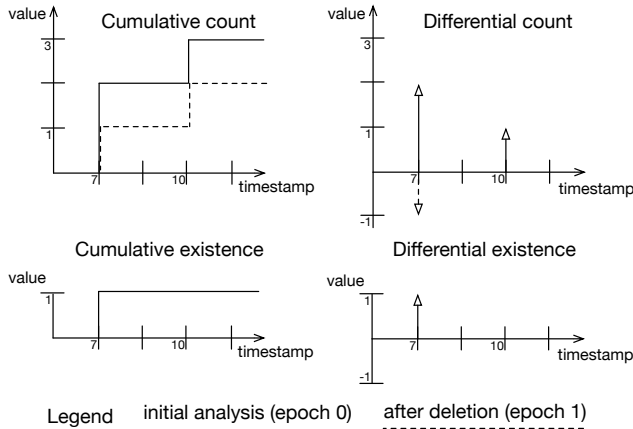 value Cumulative count
3
1
7 10
timestamp
value Differential count
3
1
7 10
timestamp
-1
Cumulative existence
value
1
7 10
timestamp
Differential existence
value
1
7 10
timestamp
-1
Legend initial analysis (epoch 0) after deletion (epoch 1)